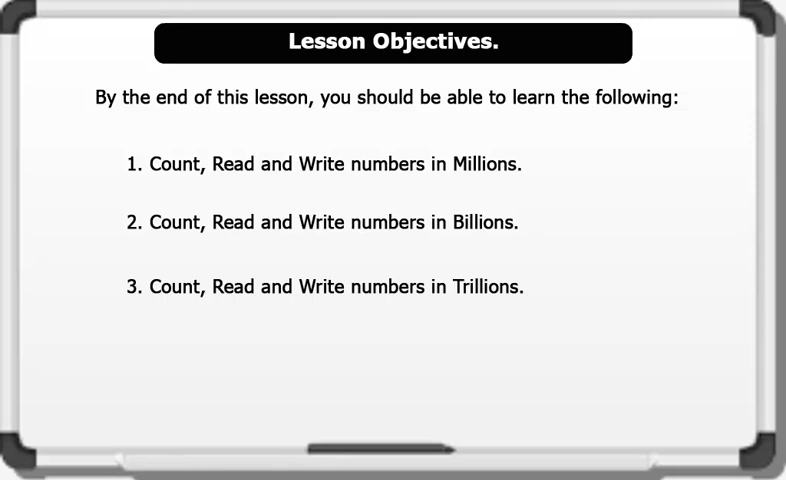 Lesson Objectives.
By the end of this lesson, you should be able to learn the following:
1. Count, Read and Write numbers in Millions.
2. Count, Read and Write numbers in Billions.
3. Count, Read and Write numbers in Trillions.